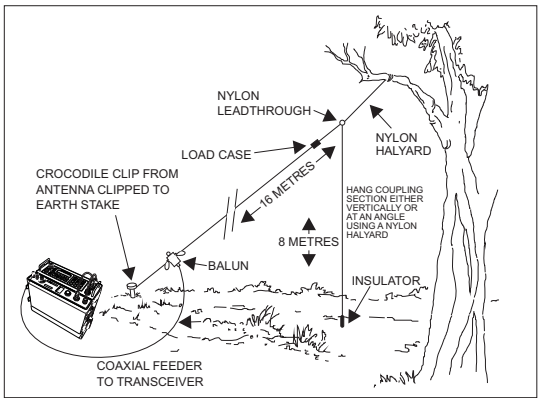 NYLON
LEADTHROUGH
NYLON
HALYARD
LOAD CASE
CROCODILE CLIP FROM
ANTENNA CLIPPED TO
EARTH STAKE
16 METRES
HANG COUPLING
SECTION EITHER
VERTICALLY OR
AT AN ANGLE
USING A NYLON
HALYARD
8 METRES
BALUN
INSULATOR
COAXIAL FEEDER
TO TRANSCEIVER